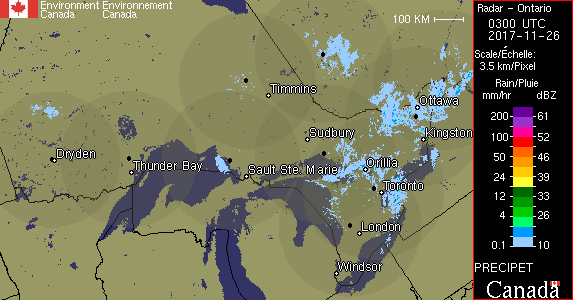 Environment Environnement
Canada Canada
100 KM
Timmins
Ottawa
Sudbury
Kingston
Dryden
Thunder Bay
Sault Ste. Marie
Orillia
Toronto
London
Windsor
Radar - Ontario
0300 UTC
2017-11-26
Scale/Échelle:
3.5 km/Pixel
Rain/Pluie
mm/hr dBZ
200 61
100 52
50 46
24 39
12 33
4 26
0.1 10
PRECIPET
Canada